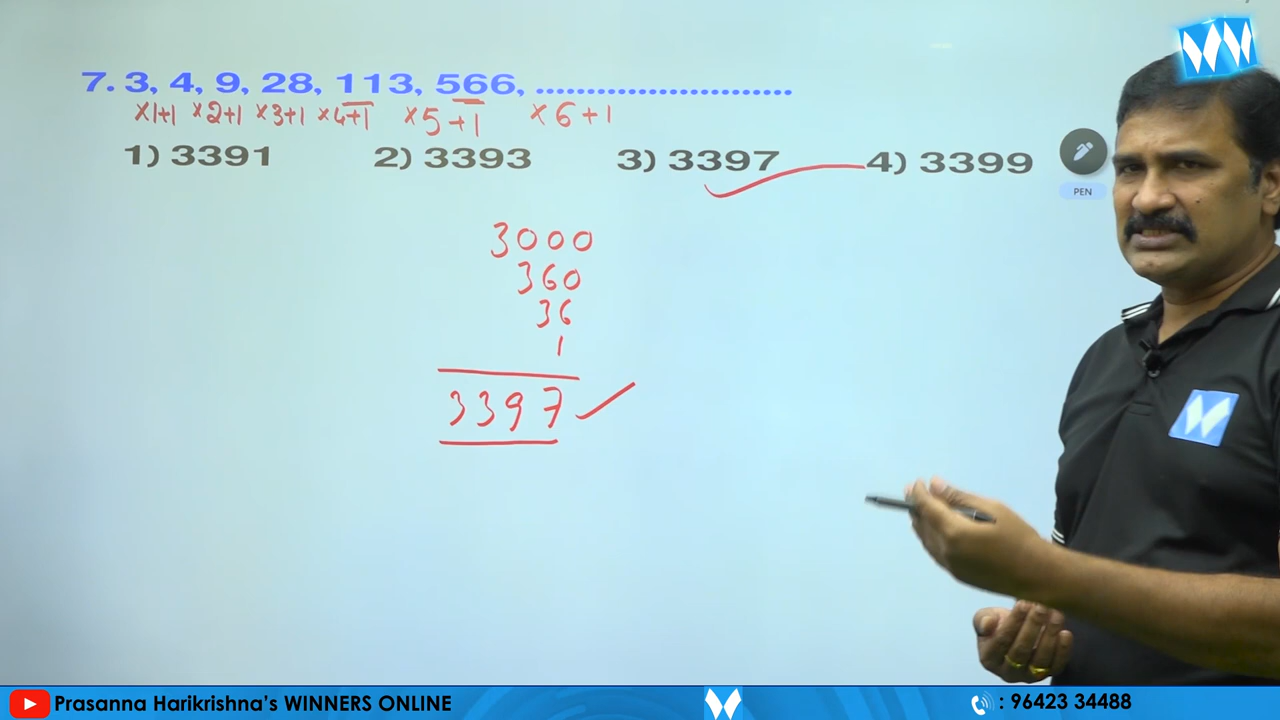 7. 3, 4, 9, 28, 113, 566, ..............................
×1+1 ×2+1 ×3+1 ×4+1 ×5+1 ×6+1
1) 3391 2) 3393 3) 3397 4) 3399
PEN
3000
360
36
1
3397
Prasanna Harikrishna's WINNERS ONLINE
: 96423 34488